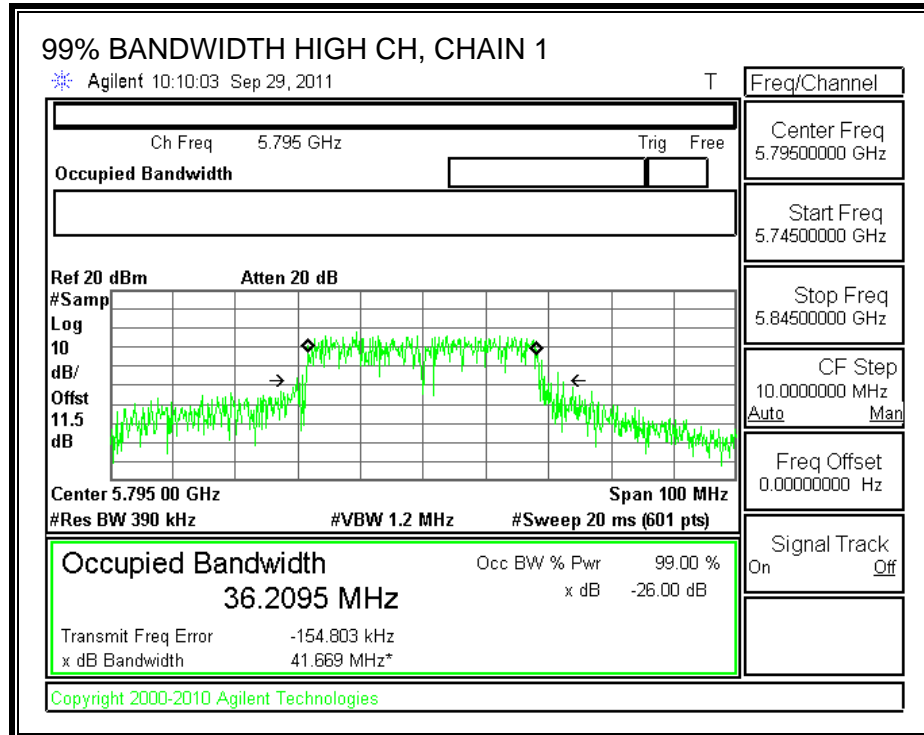 99% BANDWIDTH HIGH CH, CHAIN 1
Agilent 10:10:03 Sep 29, 2011 T
Freq/Channel
Ch Freq 5.795 GHz Trig Free
Occupied Bandwidth
Center Freq
5.79500000 GHz
Start Freq
5.74500000 GHz
Stop Freq
5.84500000 GHz
CF Step
10.0000000 MHz
Auto Man
Freq Offset
0.00000000 Hz
Signal Track
On Off
Ref 20 dBm Atten 20 dB
#Samp
Log
10
dB/
Offst
11.5
dB
Center 5.795 00 GHz Span 100 MHz
#Res BW 390 kHz #VBW 1.2 MHz #Sweep 20 ms (601 pts)
Occupied Bandwidth Occ BW % Pwr 99.00 %
36.2095 MHz x dB -26.00 dB
Transmit Freq Error -154.803 kHz
x dB Bandwidth 41.669 MHz*
Copyright 2000-2010 Agilent Technologies